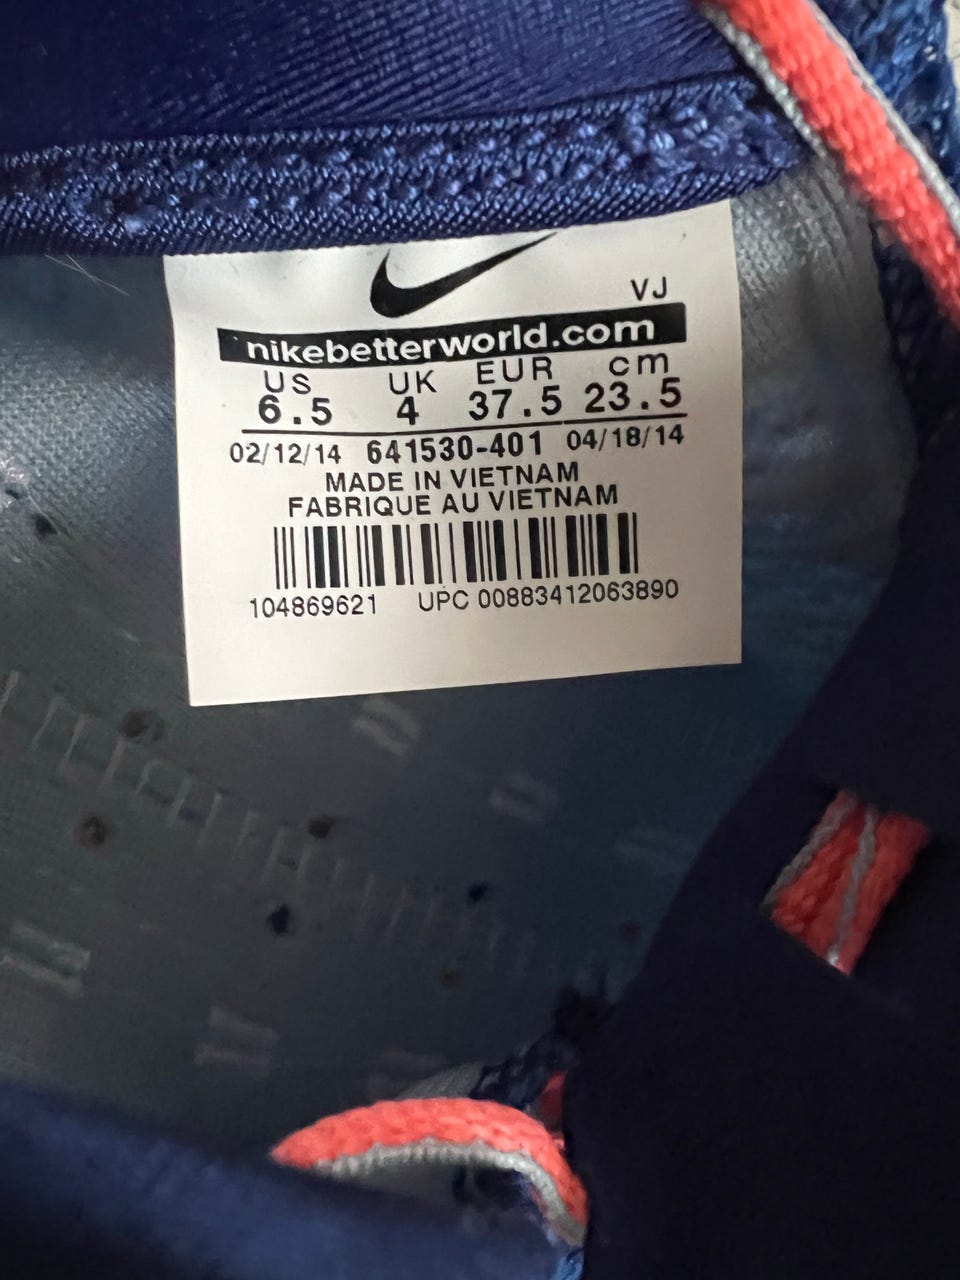 VJ
nikebetterworld.com
US UK EUR cm
6.5 4 37.5 23.5
02/12/14 641530-401 04/18/14
MADE IN VIETNAM
FABRIQUE AU VIETNAM
104869621 UPC 00883412063890